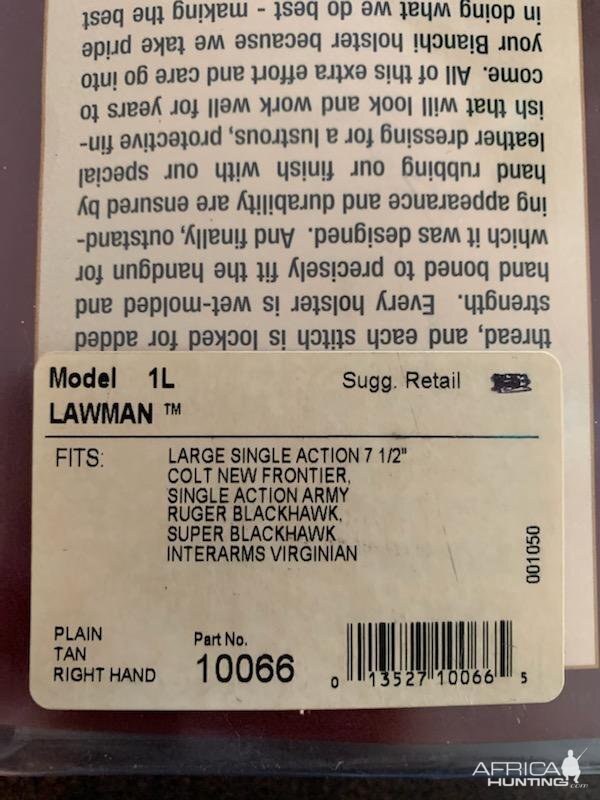 thread, and each stitch is locked for added
strength. Every holster is wet-molded and
hand boned to precisely fit the handgun for
which it was designed. And finally, outstand-
ing appearance and durability are ensured by
hand rubbing our finish with our special
leather dressing for a lustrous, protective fin-
ish that will look and work well for years to
come. All of this extra effort and care go into
your Bianchi holster because we take pride
in doing what we do best - making the best
Model 1L Sugg. Retail
LAWMAN ™
FITS: LARGE SINGLE ACTION 7 1/2"
COLT NEW FRONTIER,
SINGLE ACTION ARMY
RUGER BLACKHAWK,
SUPER BLACKHAWK
INTERARMS VIRGINIAN
001050
PLAIN
TAN
RIGHT HAND
Part No.
10066
0 13527 10066 5
AFRICA
HUNTING.com